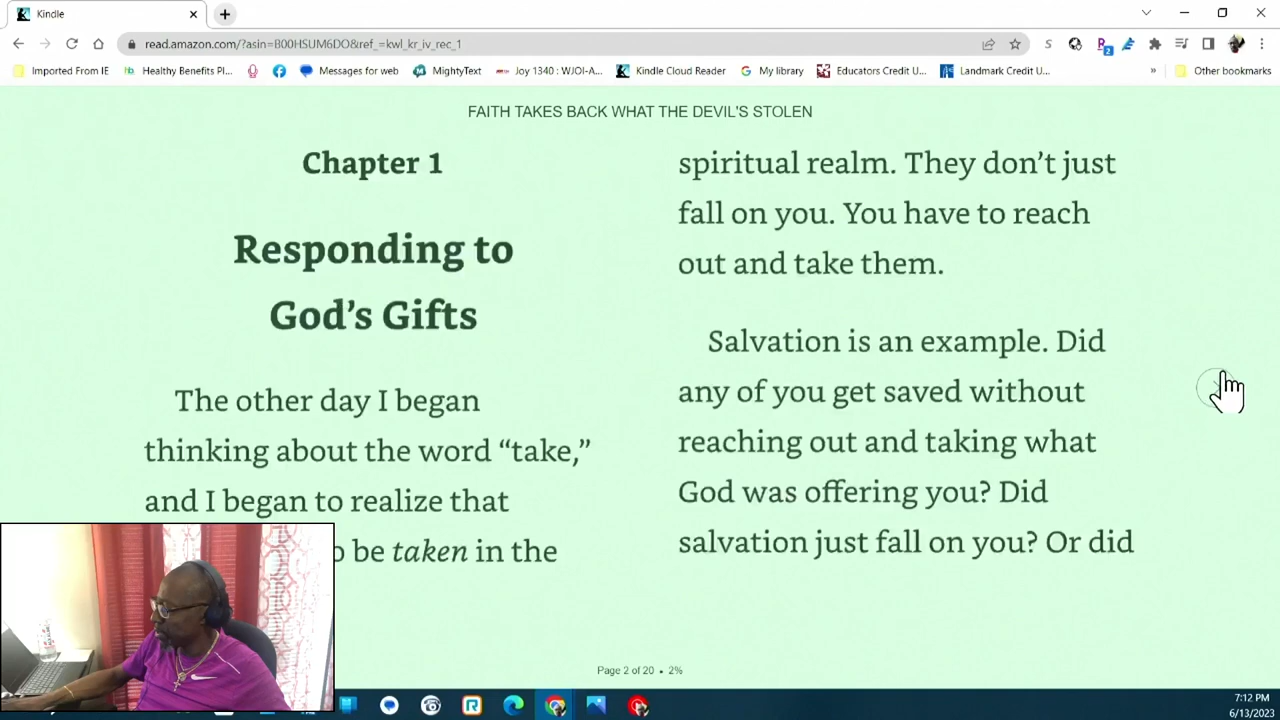 Kindle
read.amazon.com/?asin=B00HSUM6DO&ref_=kwl_kr_iv_rec_1
Imported From IE
Healthy Benefits Pl...
Messages for web
MightyText
Joy 1340 : WJOI-A...
Kindle Cloud Reader
My library
Educators Credit U...
Landmark Credit U...
Other bookmarks
FAITH TAKES BACK WHAT THE DEVIL'S STOLEN
Chapter 1
Responding to
God’s Gifts
The other day I began
thinking about the word “take,”
and I began to realize that
o be taken in the
spiritual realm. They don’t just
fall on you. You have to reach
out and take them.
Salvation is an example. Did
any of you get saved without
reaching out and taking what
God was offering you? Did
salvation just fall on you? Or did
Page 2 of 20 • 2%
7:12 PM
6/13/2023